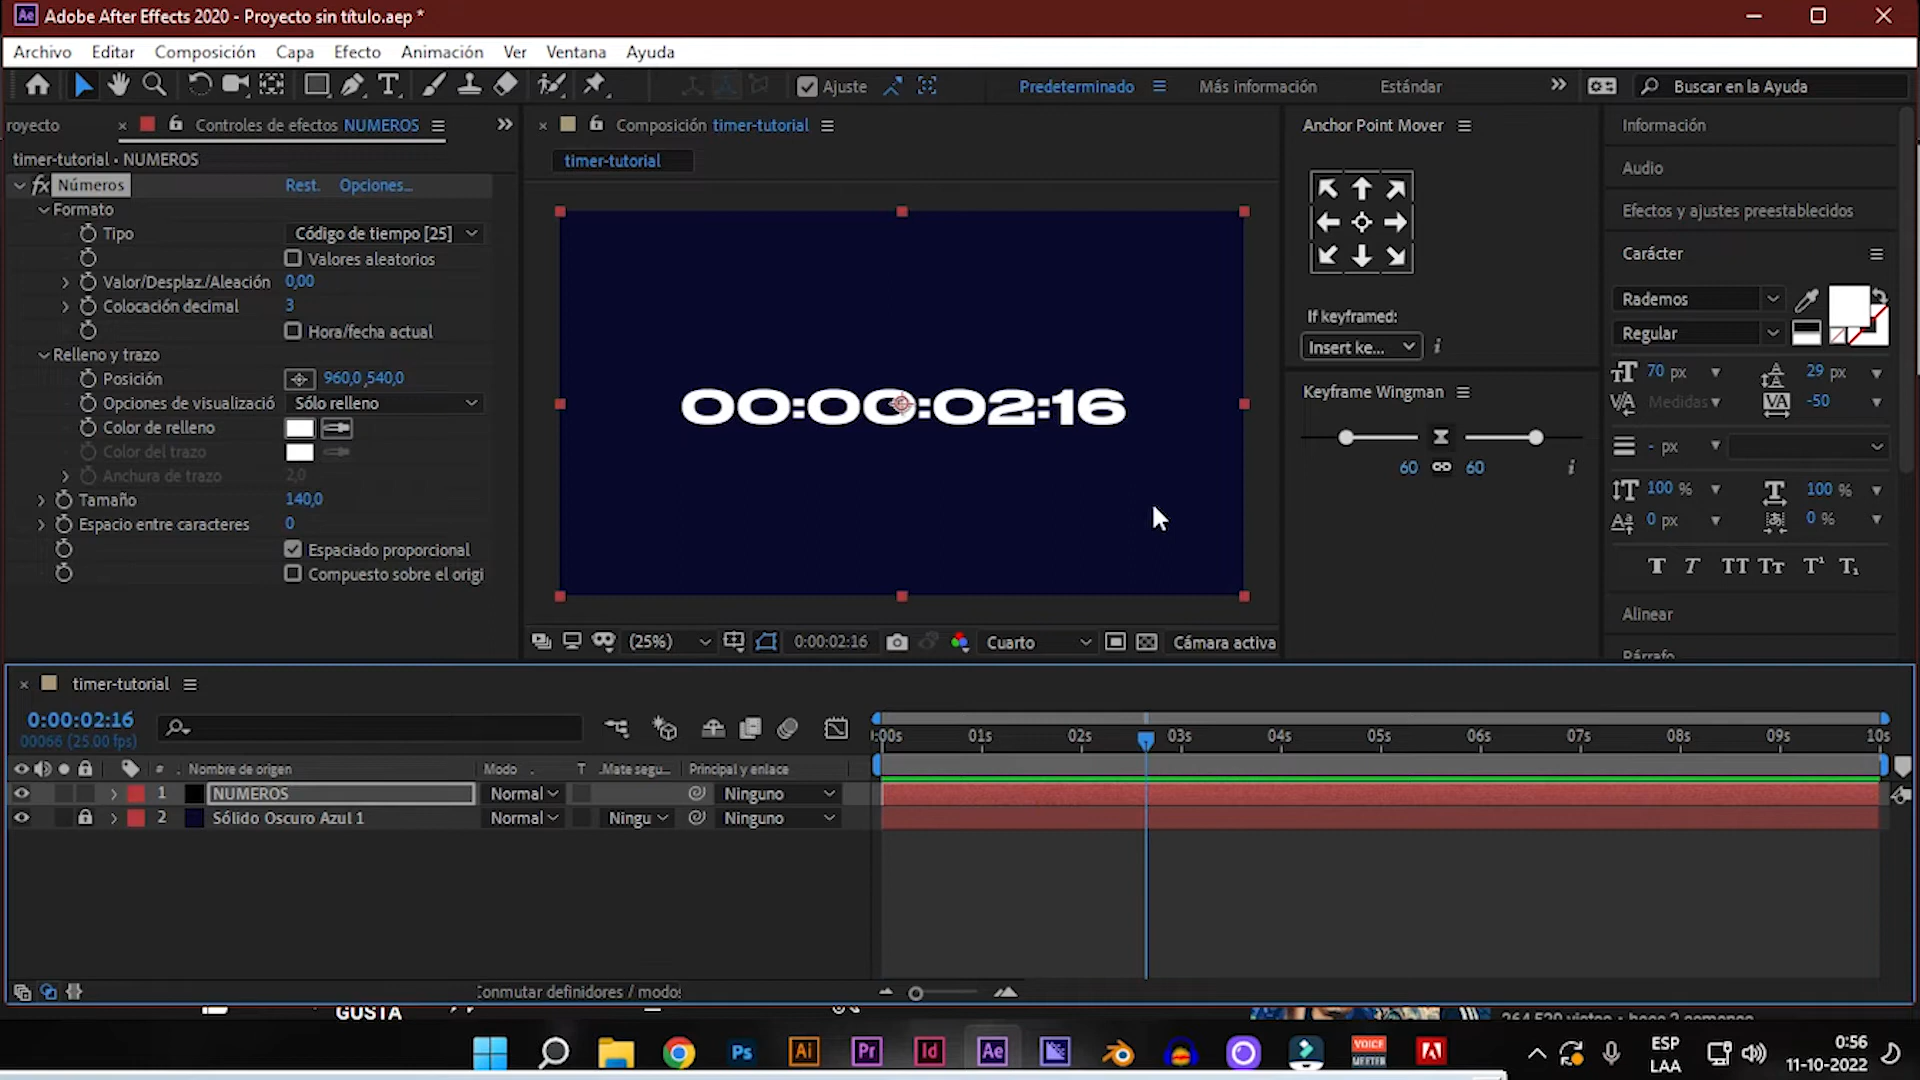 Adobe After Effects 2020 - Proyecto sin título.aep *
Archivo Editar Composición Capa Efecto Animación Ver Ventana Ayuda
Ajuste Predeterminado Más información Estándar Buscar en la Ayuda
royecto Controles de efectos NUMEROS
timer-tutorial • NUMEROS
Números Rest. Opciones...
Formato
Tipo Código de tiempo [25]
Valores aleatorios
Valor/Desplaz./Aleación 0,00
Colocación decimal 3
Hora/fecha actual
Relleno y trazo
Posición 960,0,540,0
Opciones de visualizació Sólo relleno
Color de relleno
Color del trazo
Anchura de trazo 2,0
Tamaño 140,0
Espacio entre caracteres 0
Espaciado proporcional
Compuesto sobre el origi
Composición timer-tutorial
timer-tutorial
00:00:02:16
(25%) 0:00:02:16 Cuarto Cámara activa
Anchor Point Mover
If keyframed:
Insert ke...
Keyframe Wingman
60 60
Información
Audio
Efectos y ajustes preestablecidos
Carácter
Rademos
Regular
70 px 29 px
Medidas -50
- px
100 % 100 %
0 px 0 %
Alinear
Párrafo
timer-tutorial
0:00:02:16
00066 (25.00 fps)
:00s 01s 02s 03s 04s 05s 06s 07s 08s 09s 10s
# Nombre de origen Modo T .Mate segu... Principal y enlace
1 NUMEROS Normal Ninguno
2 Sólido Oscuro Azul 1 Normal Ningu Ninguno
Conmutar definidores / modos
GUSTA
Ps Ai Pr Id Ae
VOICE
MEETER
ESP
LAA
0:56
11-10-2022